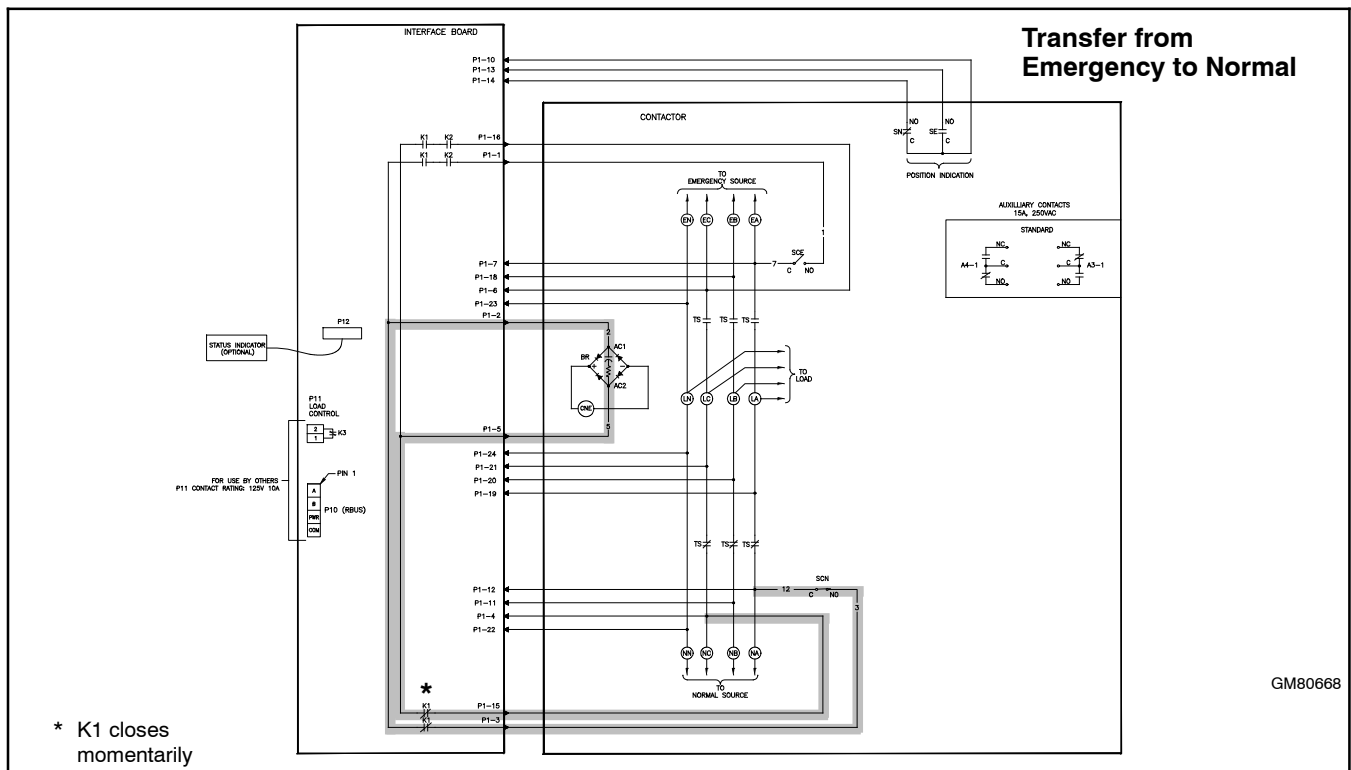 Transfer from
Emergency to Normal
INTERFACE BOARD
P1-10
P1-13
P1-14
CONTACTOR
NO
NO
SN
SE
C
C
POSITION INDICATION
K1
K2
P1-16
K1
K2
P1-1
TO
EMERGENCY SOURCE
EN
EC
EB
EA
1
AUXILLIARY CONTACTS
15A, 250VAC
STANDARD
NC
NC
A4-1
C
C
A3-1
NO
NO
SCE
7
C
NO
P1-7
P1-18
P1-6
P1-23
P1-2
P12
STATUS INDICATOR
(OPTIONAL)
TS
TS
TS
2
AC1
BR
+
-
AC2
CNE
5
TO
LOAD
LN
LC
LB
LA
P11
LOAD
CONTROL
2
1
K3
P1-5
P1-24
P1-21
P1-20
P1-19
FOR USE BY OTHERS
P11 CONTACT RATING: 125V 10A
PIN 1
A
B
PWR
COM
P10 (RBUS)
TS
TS
TS
SCN
12
C
NO
3
P1-12
P1-11
P1-4
P1-22
NN
NC
NB
NA
TO
NORMAL SOURCE
*
K1
P1-15
K1
P1-3
GM80668
* K1 closes
momentarily